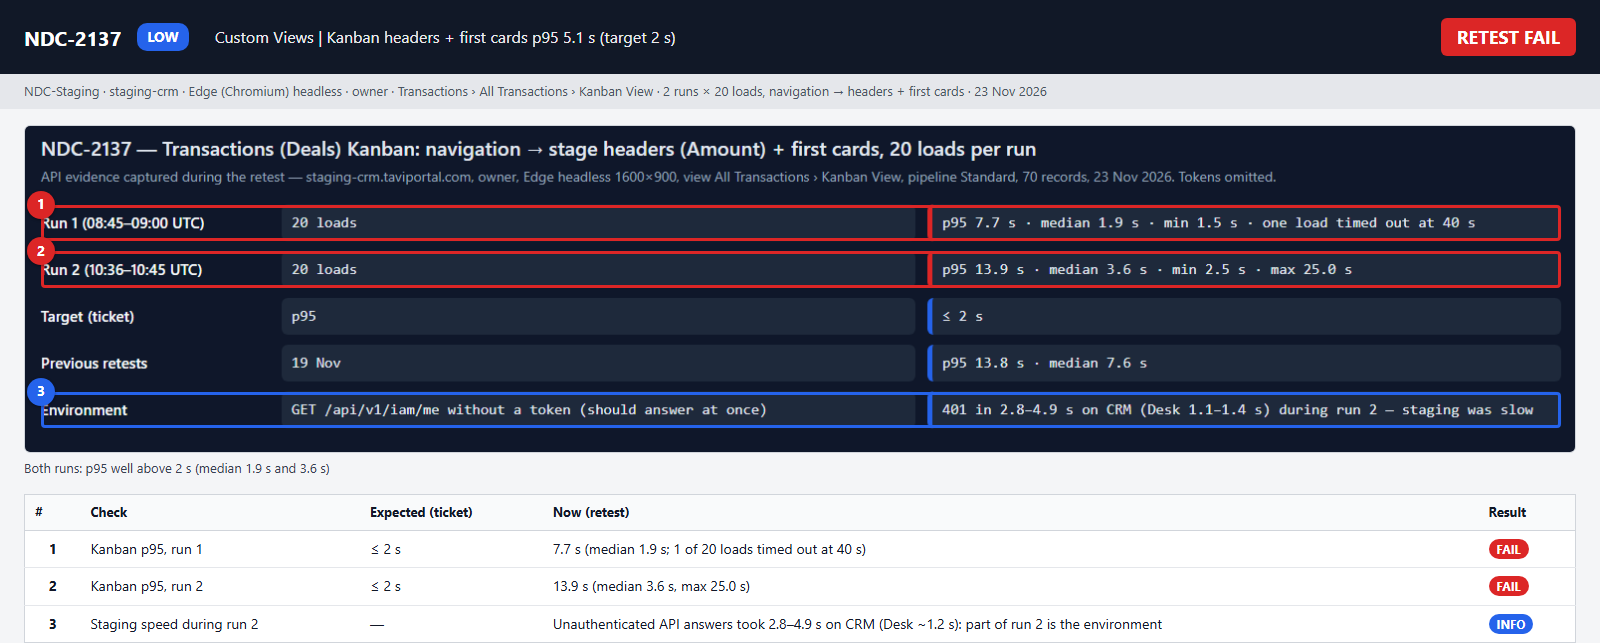 NDC-2137 LOW Custom Views | Kanban headers + first cards p95 5.1 s (target 2 s) RETEST FAIL
NDC-Staging · staging-crm · Edge (Chromium) headless · owner · Transactions › All Transactions › Kanban View · 2 runs × 20 loads, navigation → headers + first cards · 23 Nov 2026
NDC-2137 — Transactions (Deals) Kanban: navigation → stage headers (Amount) + first cards, 20 loads per run
API evidence captured during the retest — staging-crm.taviportal.com, owner, Edge headless 1600×900, view All Transactions › Kanban View, pipeline Standard, 70 records, 23 Nov 2026. Tokens omitted.
1
Run 1 (08:45–09:00 UTC) 20 loads p95 7.7 s · median 1.9 s · min 1.5 s · one load timed out at 40 s
2
Run 2 (10:36–10:45 UTC) 20 loads p95 13.9 s · median 3.6 s · min 2.5 s · max 25.0 s
Target (ticket) p95 ≤ 2 s
Previous retests 19 Nov p95 13.8 s · median 7.6 s
3
Environment GET /api/v1/iam/me without a token (should answer at once) 401 in 2.8–4.9 s on CRM (Desk 1.1–1.4 s) during run 2 — staging was slow
Both runs: p95 well above 2 s (median 1.9 s and 3.6 s)
# Check Expected (ticket) Now (retest) Result
1 Kanban p95, run 1 ≤ 2 s 7.7 s (median 1.9 s; 1 of 20 loads timed out at 40 s) FAIL
2 Kanban p95, run 2 ≤ 2 s 13.9 s (median 3.6 s, max 25.0 s) FAIL
3 Staging speed during run 2 — Unauthenticated API answers took 2.8–4.9 s on CRM (Desk ~1.2 s): part of run 2 is the environment INFO